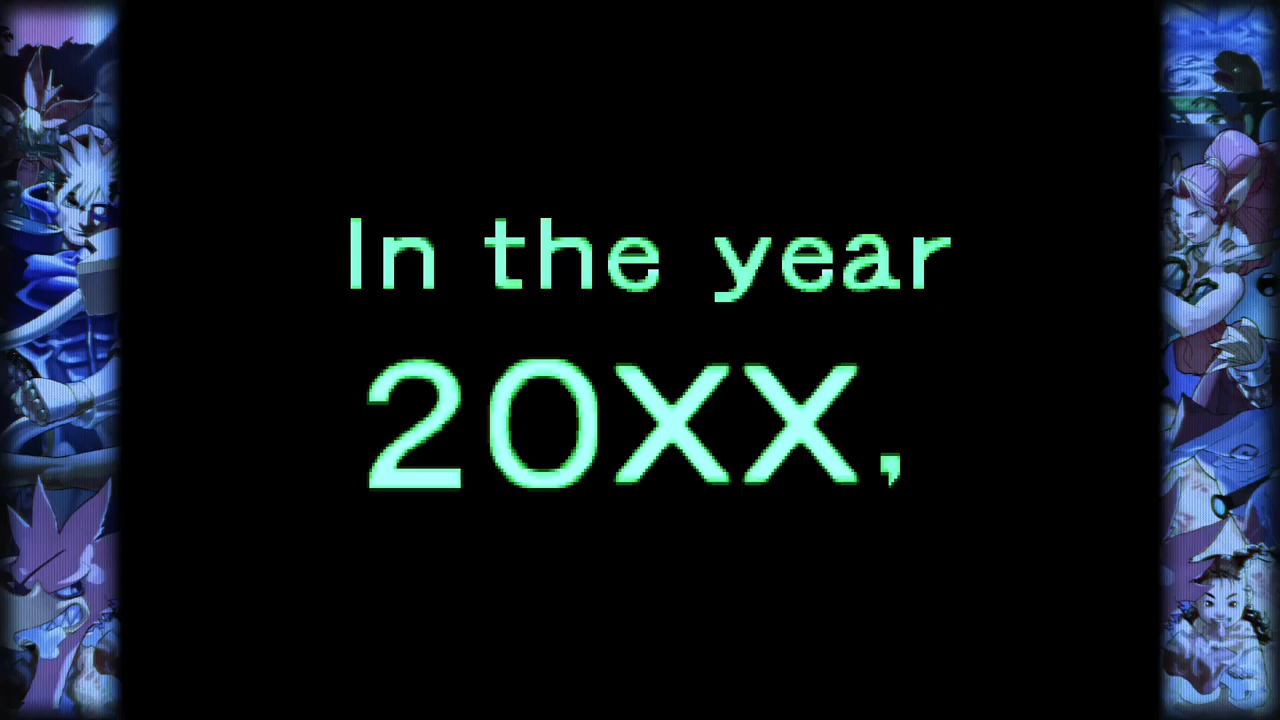 In the year
20XX,